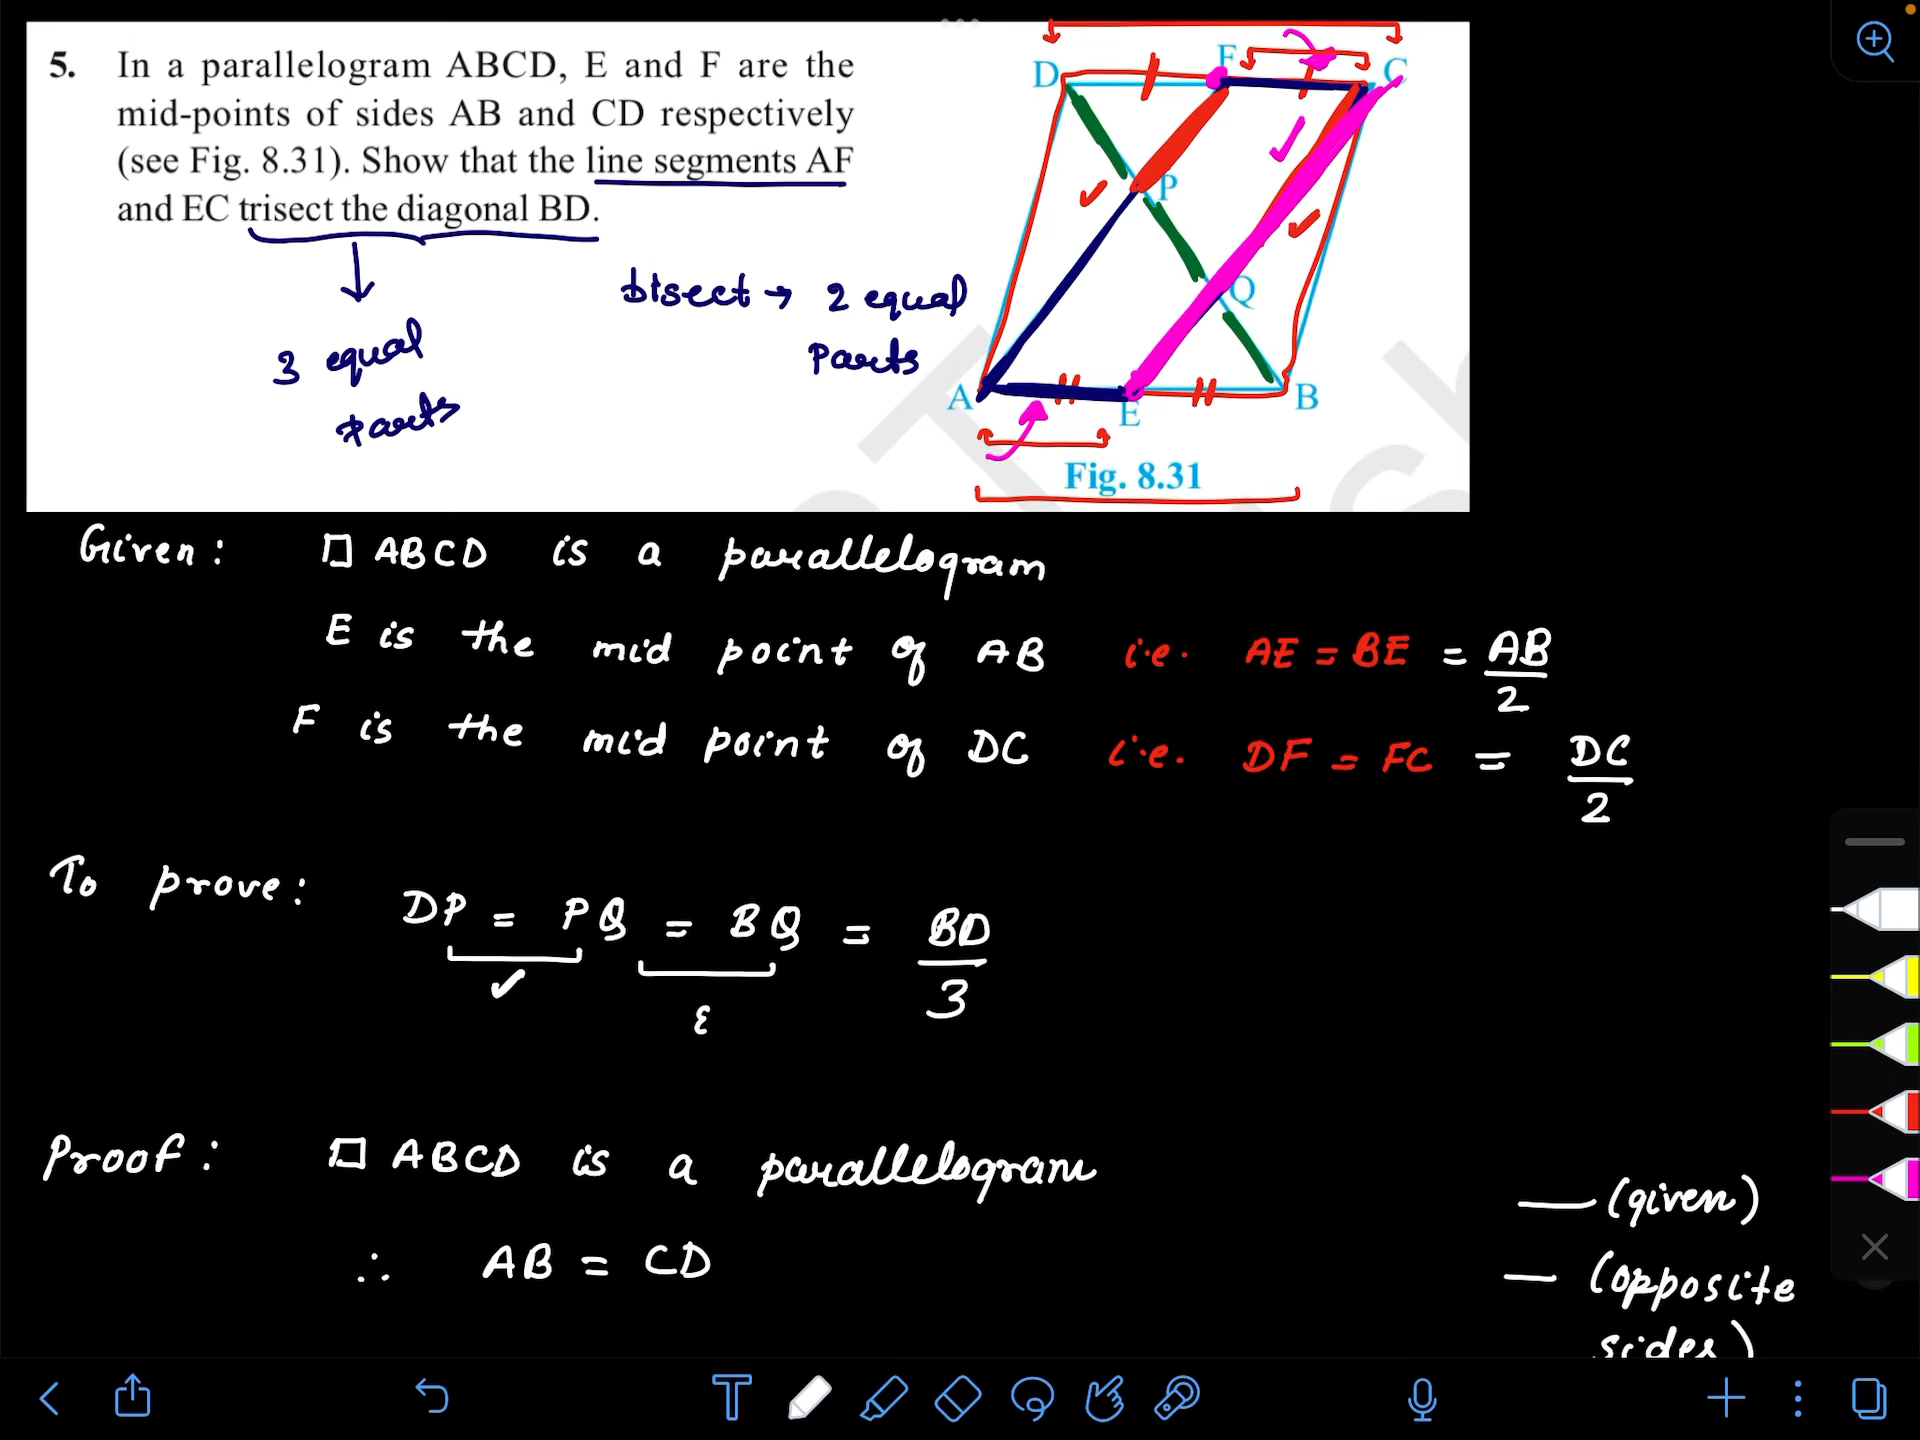 5. In a parallelogram ABCD, E and F are the
mid-points of sides AB and CD respectively
(see Fig. 8.31). Show that the line segments AF
and EC trisect the diagonal BD.
3 equal
parts
bisect → 2 equal
parts
D F C
P
Q
A E B
Fig. 8.31
Given: □ ABCD is a parallelogram
E is the mid point of AB i.e. AE = BE = AB/2
F is the mid point of DC i.e. DF = FC = DC/2
To prove: DP = PQ = BQ = BD/3
Proof: □ ABCD is a parallelogram —(given)
∴ AB = CD — (opposite
sides)